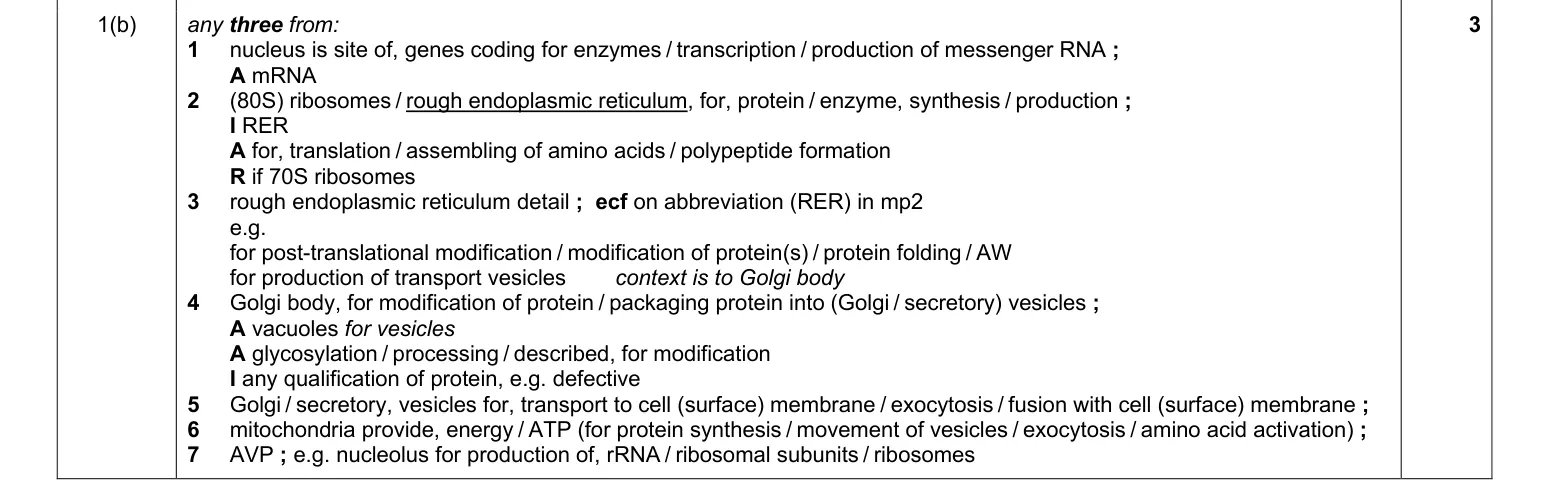 1(b) any three from: 3
1 nucleus is site of, genes coding for enzymes / transcription / production of messenger RNA ;
A mRNA
2 (80S) ribosomes / rough endoplasmic reticulum, for, protein / enzyme, synthesis / production ;
I RER
A for, translation / assembling of amino acids / polypeptide formation
R if 70S ribosomes
3 rough endoplasmic reticulum detail ; ecf on abbreviation (RER) in mp2
e.g.
for post-translational modification / modification of protein(s) / protein folding / AW
for production of transport vesicles context is to Golgi body
4 Golgi body, for modification of protein / packaging protein into (Golgi / secretory) vesicles ;
A vacuoles for vesicles
A glycosylation / processing / described, for modification
I any qualification of protein, e.g. defective
5 Golgi / secretory, vesicles for, transport to cell (surface) membrane / exocytosis / fusion with cell (surface) membrane ;
6 mitochondria provide, energy / ATP (for protein synthesis / movement of vesicles / exocytosis / amino acid activation) ;
7 AVP ; e.g. nucleolus for production of, rRNA / ribosomal subunits / ribosomes